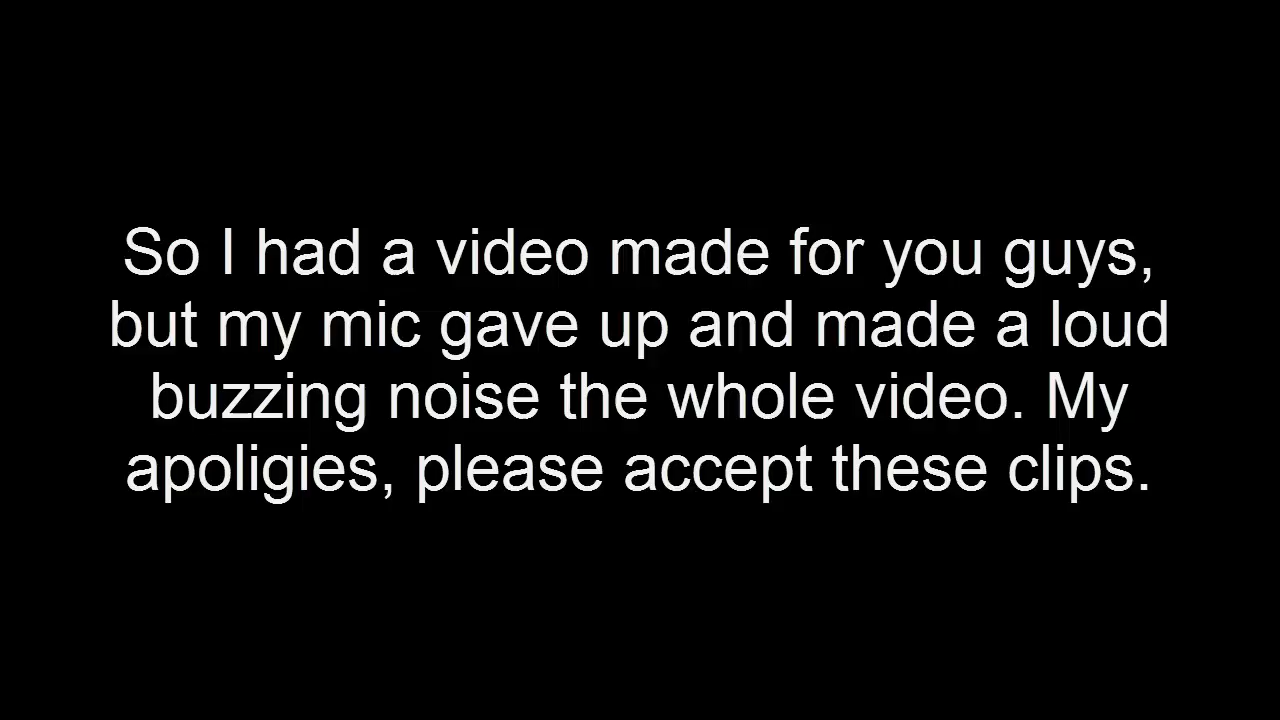 So I had a video made for you guys,
but my mic gave up and made a loud
buzzing noise the whole video. My
apoligies, please accept these clips.